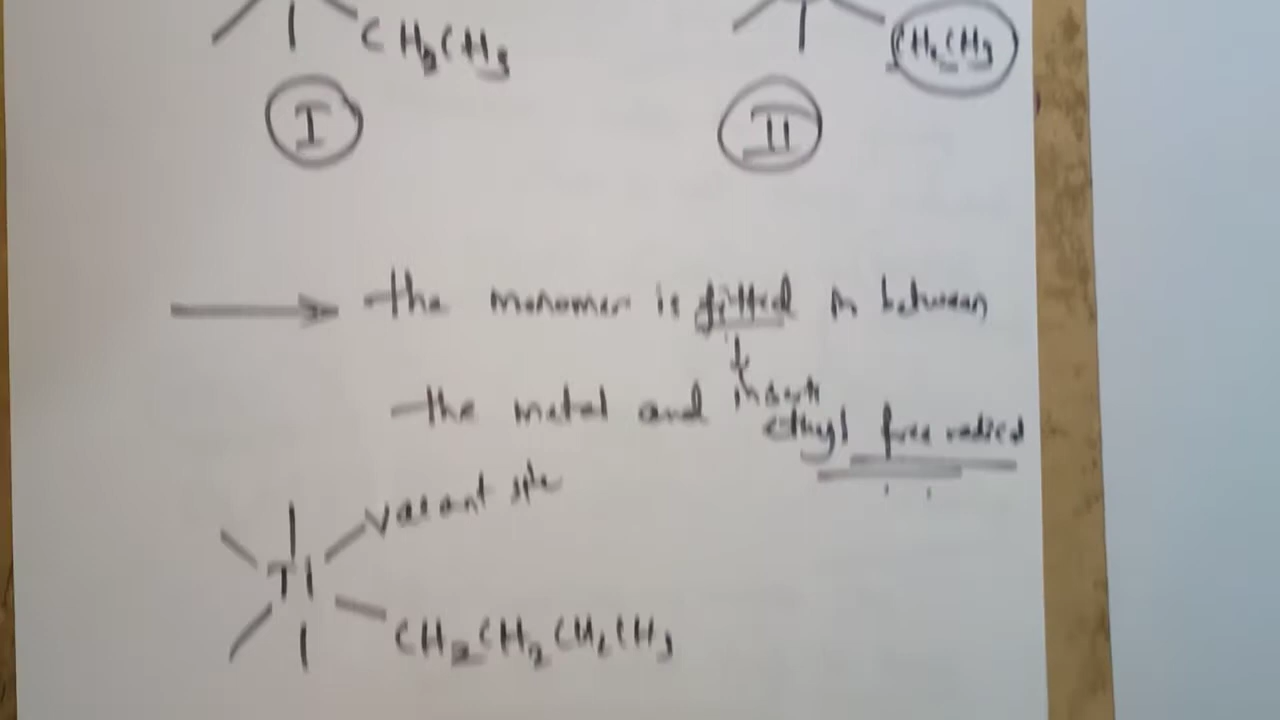 CH2CH3 CH2CH3
I II
the monomer is fitted in between
the metal and
ethyl free radical
vacant site
Ti
CH2CH2CH2CH3